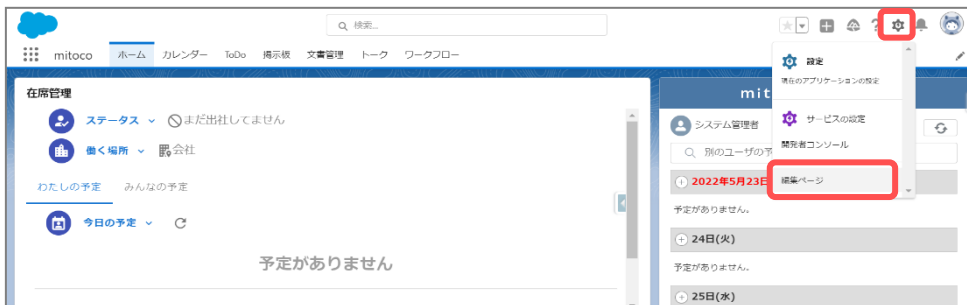 検索...
mitoco ホーム カレンダー ToDo 掲示板 文書管理 トーク ワークフロー
在席管理
ステータス まだ出社してません
働く場所 会社
わたしの予定 みんなの予定
今日の予定
予定がありません
設定
現在のアプリケーションの設定
サービスの設定
開発者コンソール
編集ページ
mit
システム管理者
別のユーザの予
2022年5月23日
予定がありません。
24日(火)
予定がありません。
25日(水)